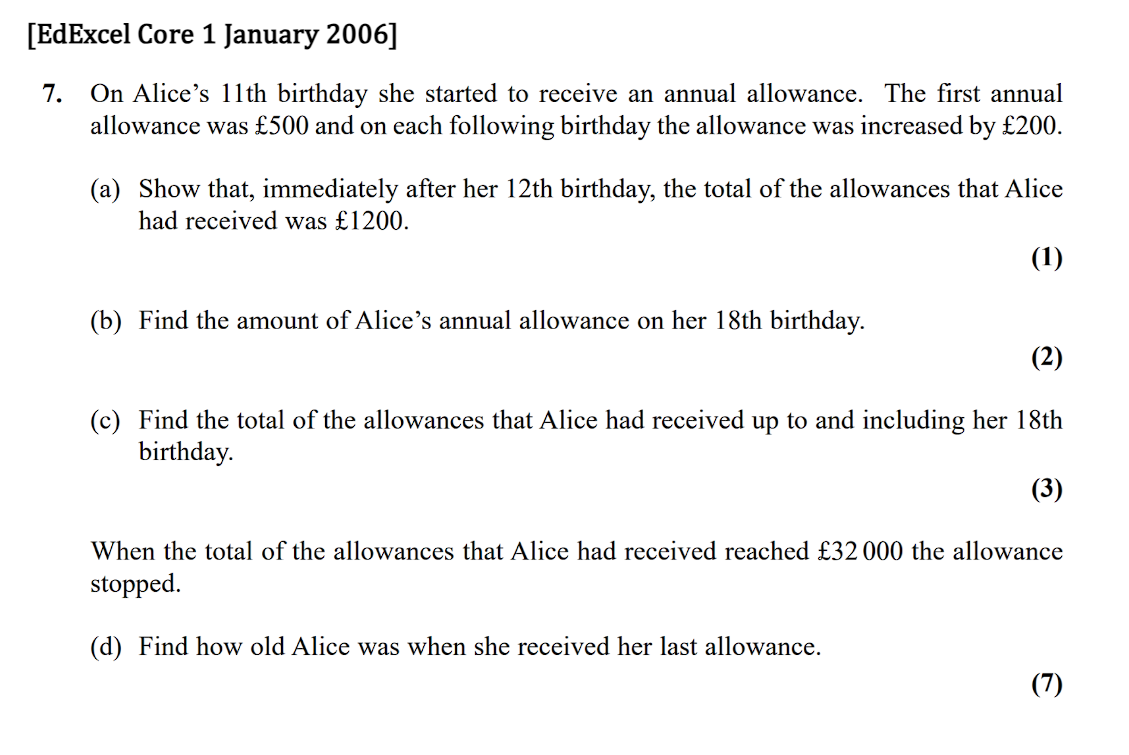 [EdExcel Core 1 January 2006]
7. On Alice’s 11th birthday she started to receive an annual allowance. The first annual
allowance was £500 and on each following birthday the allowance was increased by £200.
(a) Show that, immediately after her 12th birthday, the total of the allowances that Alice
had received was £1200.
(1)
(b) Find the amount of Alice’s annual allowance on her 18th birthday.
(2)
(c) Find the total of the allowances that Alice had received up to and including her 18th
birthday.
(3)
When the total of the allowances that Alice had received reached £32 000 the allowance
stopped.
(d) Find how old Alice was when she received her last allowance.
(7)